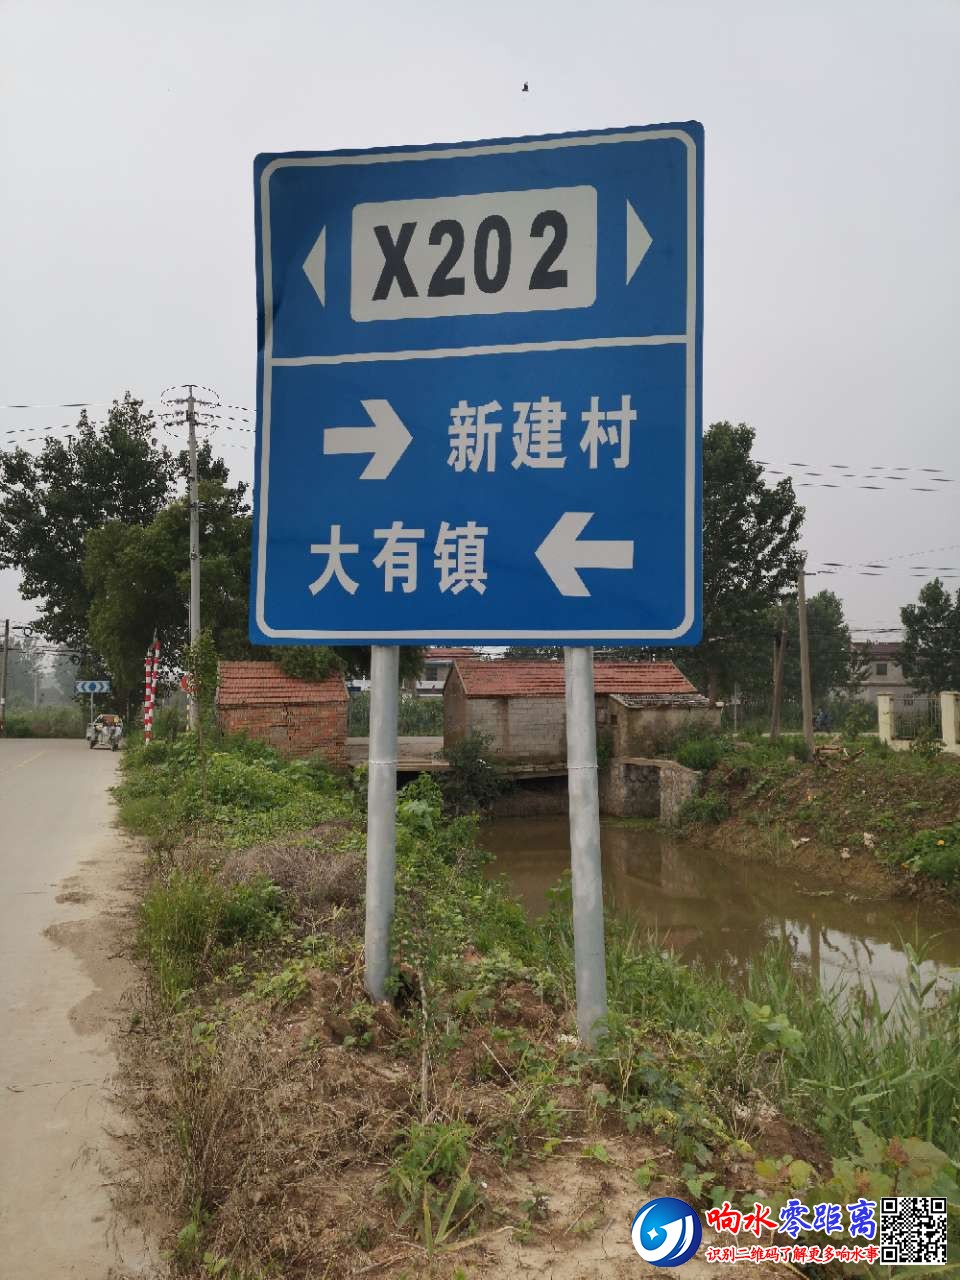 X202
新建村
大有镇
响水零距离
识别二维码了解更多响水事